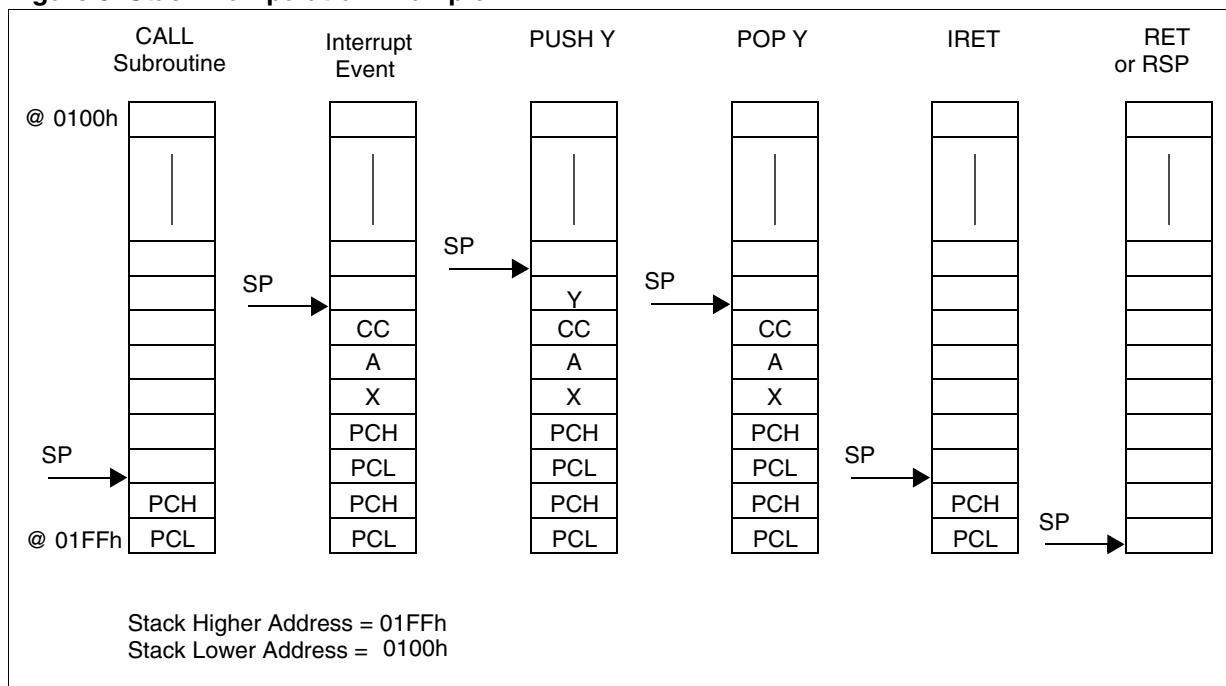 CALL
Subroutine
Interrupt
Event
PUSH Y
POP Y
IRET
RET
or RSP
@ 0100h
SP
SP
SP
Y
CC
CC
CC
A
A
A
X
X
X
PCH
PCH
PCH
SP
SP
PCL
PCL
PCL
PCH
PCH
PCH
PCH
PCH
SP
@ 01FFh
PCL
PCL
PCL
PCL
PCL
Stack Higher Address = 01FFh
Stack Lower Address = 0100h